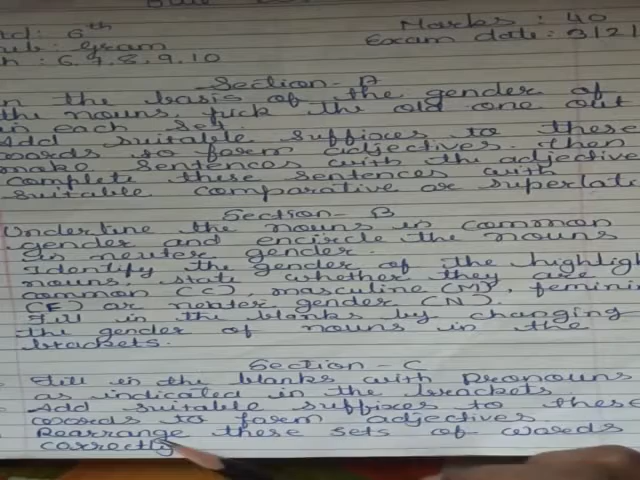 td: 6th
Marks: 40
ub: Gram
Exam date: 3/2/
h: 6.7.8.9.10
Section-A
n the basis of the gender of
the nouns, pick the old one out
in each set
Add suitable suffixes to these
words to form adjectives. then
make sentences with the adjective
complete these sentences with
suitable comparative or superlat
Section-B
Underline the nouns in common
gender and encircle the nouns
in neuter gender.
Identify the gender of the highligh
nouns, state whether they are
common (C) masculine (M), femini
(F) or neuter gender (N).
Fill in the blanks by changing
the gender of nouns in the
brackets.
Section-C
Fill in the blanks with Pronouns
as indicated in the brackets
Add suitable suffixes to these
words to form adjectives
Rearrange these sets of words
correctly